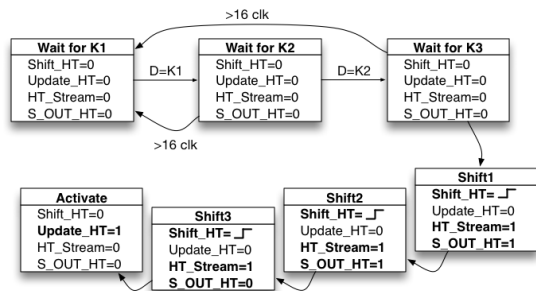 >16 clk
Wait for K1
Shift_HT=0
Update_HT=0
HT_Stream=0
S_OUT_HT=0
D=K1
Wait for K2
Shift_HT=0
Update_HT=0
HT_Stream=0
S_OUT_HT=0
D=K2
Wait for K3
Shift_HT=0
Update_HT=0
HT_Stream=0
S_OUT_HT=0
>16 clk
Shift1
Shift_HT=
Update_HT=0
HT_Stream=1
S_OUT_HT=1
Shift2
Shift_HT=
Update_HT=0
HT_Stream=1
S_OUT_HT=1
Shift3
Shift_HT=
Update_HT=0
HT_Stream=1
S_OUT_HT=0
Activate
Shift_HT=0
Update_HT=1
HT_Stream=0
S_OUT_HT=0